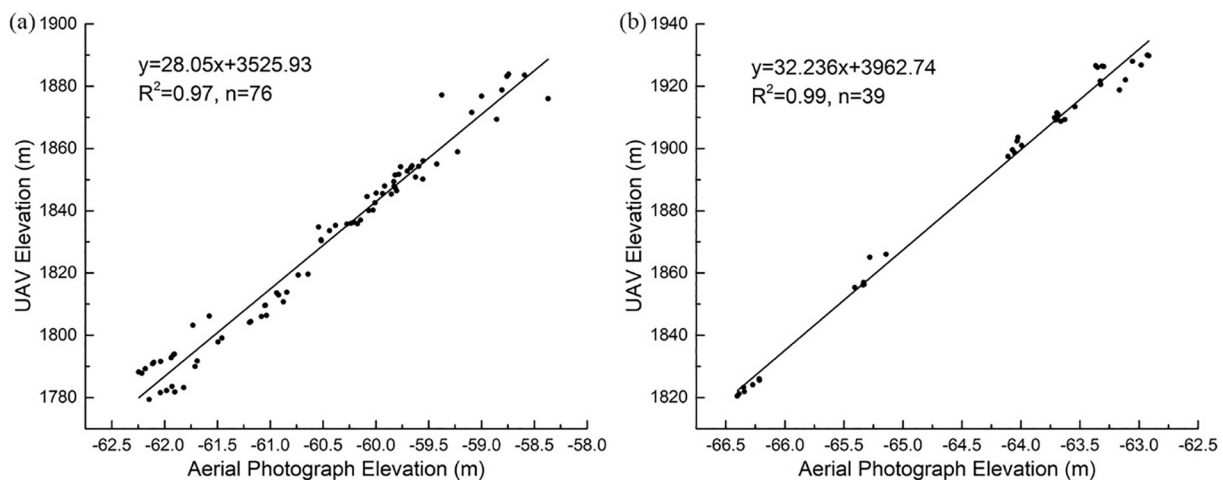 (a)
1900
1880
1860
1840
1820
1800
1780
UAV Elevation (m)
y=28.05x+3525.93
R²=0.97, n=76
-62.5 -62.0 -61.5 -61.0 -60.5 -60.0 -59.5 -59.0 -58.5 -58.0
Aerial Photograph Elevation (m)
(b)
1940
1920
1900
1880
1860
1840
1820
UAV Elevation (m)
y=32.236x+3962.74
R²=0.99, n=39
-66.5 -66.0 -65.5 -65.0 -64.5 -64.0 -63.5 -63.0 -62.5
Aerial Photograph Elevation (m)